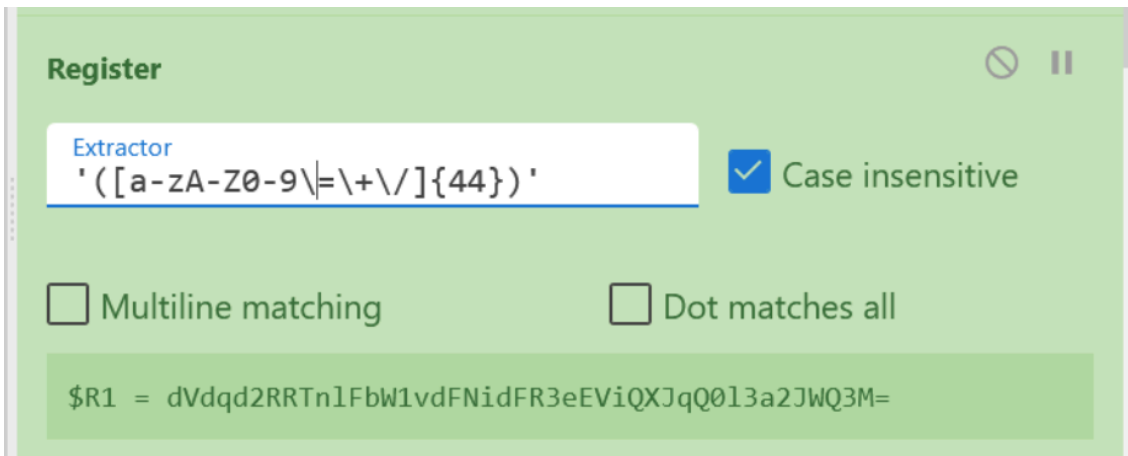 Register
Extractor
'([a-zA-Z0-9\=\+\/]{44})'
Case insensitive
Multiline matching
Dot matches all
$R1 = dVdqd2RRTnlFbW1vdFNidFR3eEViQXJqQ0l3a2JWQ3M=